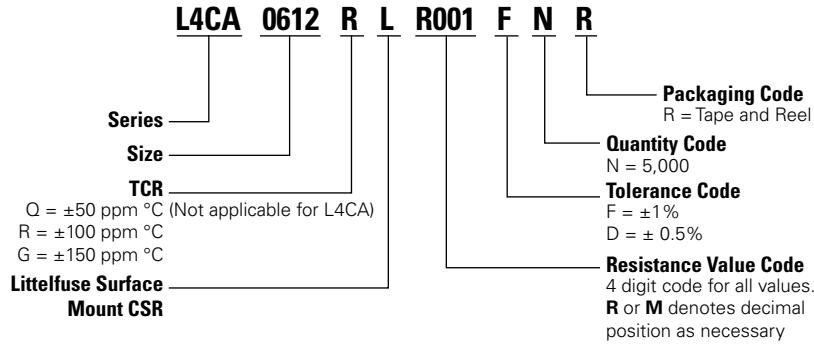 L4CA 0612 R L R001 F N R
Series
Size
TCR
Q = ±50 ppm °C (Not applicable for L4CA)
R = ±100 ppm °C
G = ±150 ppm °C
Littelfuse Surface
Mount CSR
Packaging Code
R = Tape and Reel
Quantity Code
N = 5,000
Tolerance Code
F = ±1%
D = ± 0.5%
Resistance Value Code
4 digit code for all values.
R or M denotes decimal
position as necessary